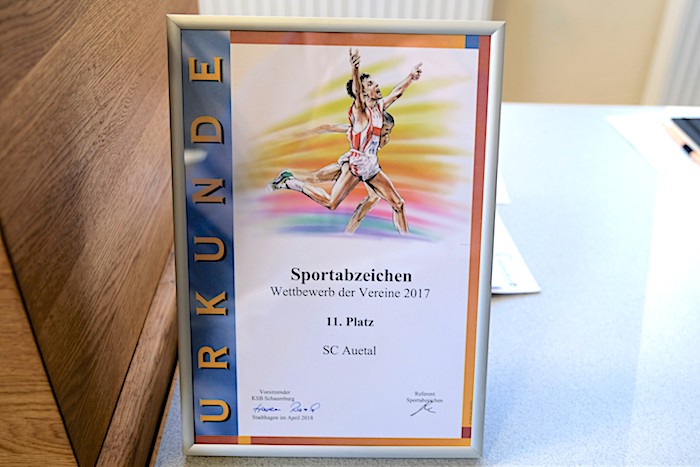 URKUNDE
Sportabzeichen
Wettbewerb der Vereine 2017
11. Platz
SC Auetal
Vorsitzender
KSB Schaumburg
Stadthagen im April 2018
Referent
Sportabzeichen